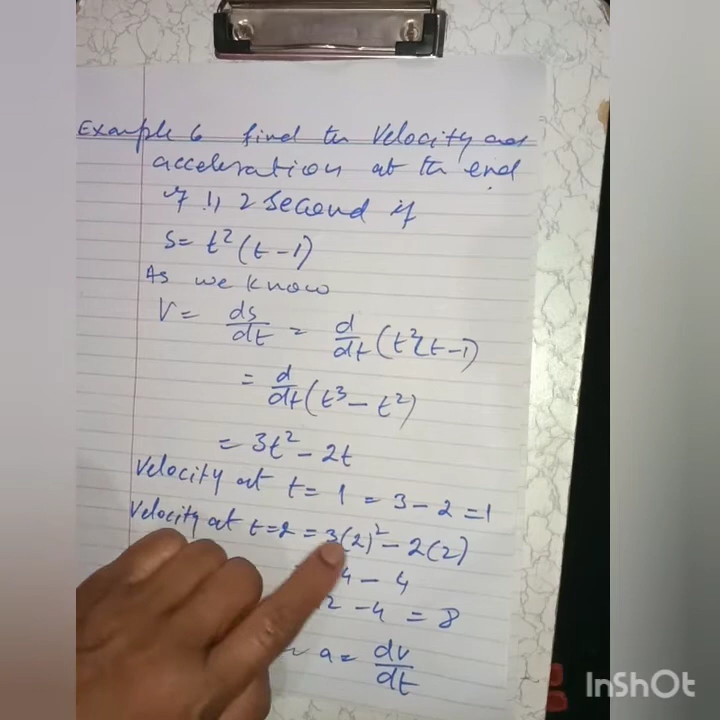 Example 6 find the Velocity and
acceleration at the end
of 1, 2 second if
S = t²(t-1)
As we know
V = ds/dt = d/dt (t²(t-1)
= d/dt (t³ - t²)
= 3t² - 2t
Velocity at t = 1 = 3 - 2 = 1
Velocity at t=2 = 3(2)² - 2(2)
4 - 4
2 - 4 = 8
a = dv/dt
InShOt